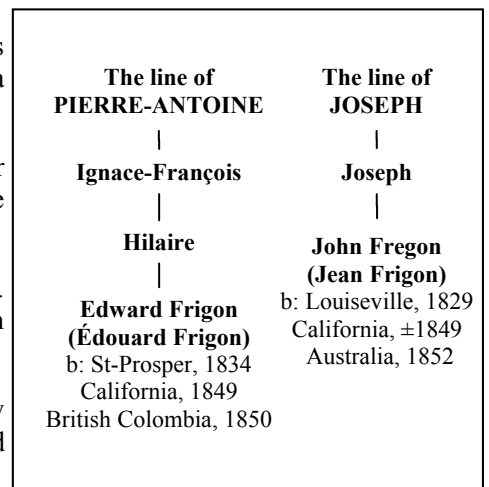 The line of
PIERRE-ANTOINE
Ignace-François
Hilaire
Edward Frigon
(Édouard Frigon)
b: St-Prosper, 1834
California, 1849
British Colombia, 1850
The line of
JOSEPH
Joseph
John Fregon
(Jean Frigon)
b: Louiseville, 1829
California, ±1849
Australia, 1852